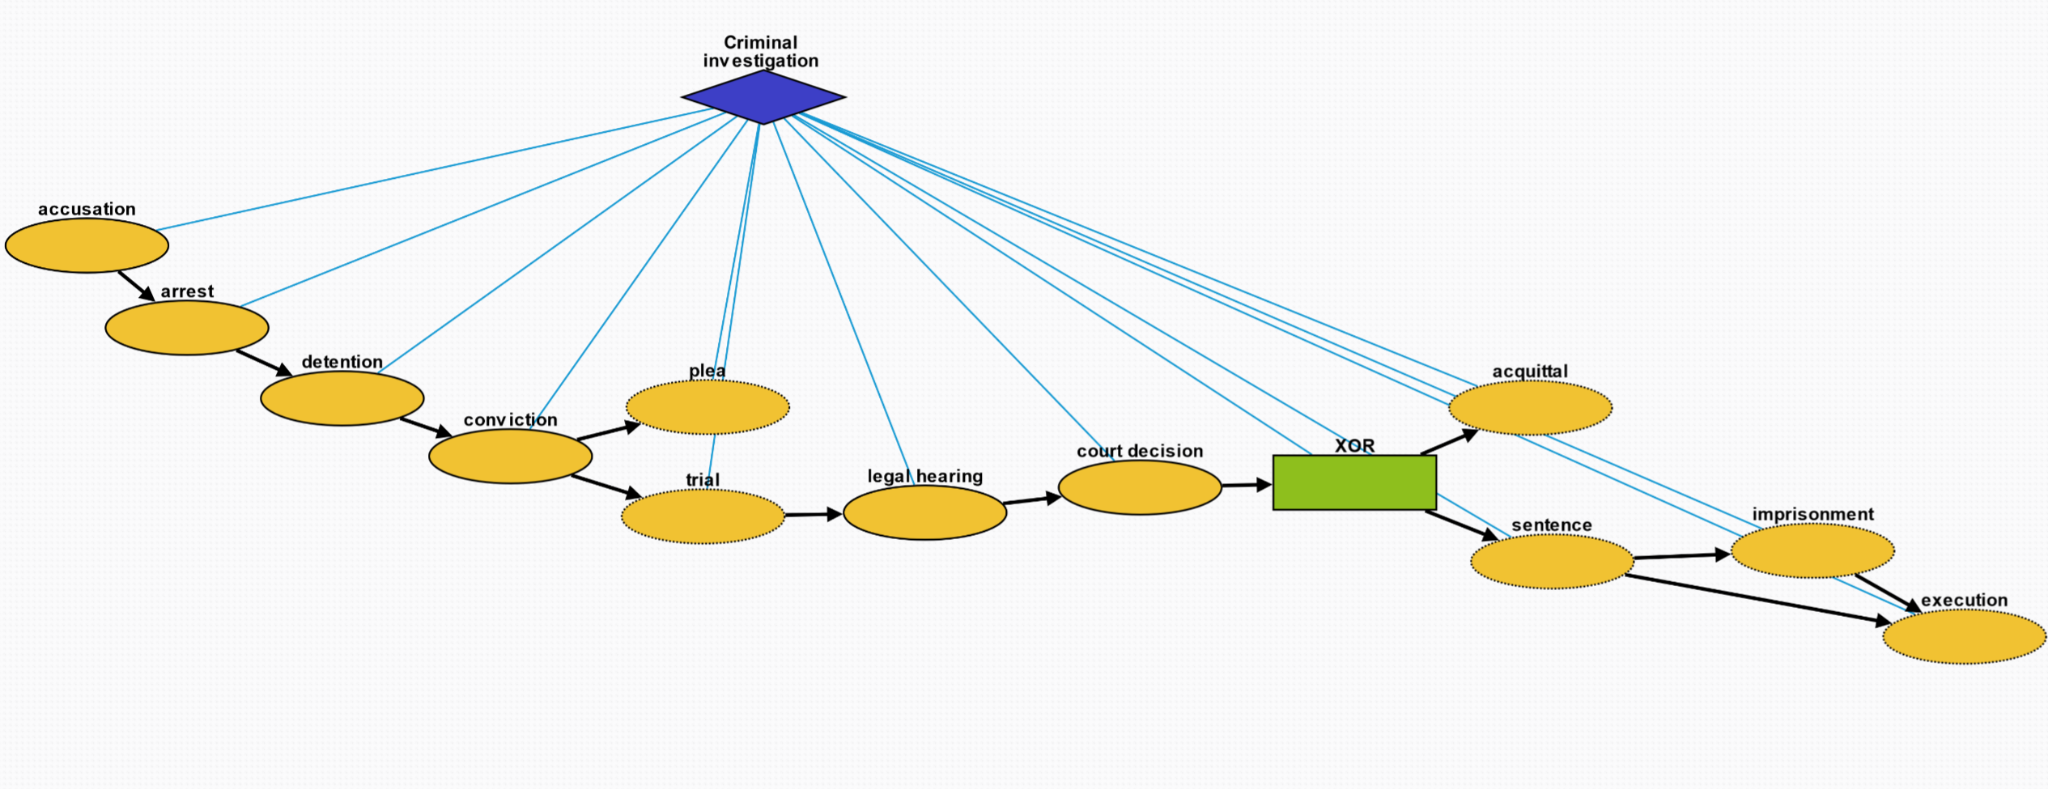 Criminal
investigation
accusation
arrest
detention
conviction
plea
trial
legal hearing
court decision
XOR
acquittal
sentence
imprisonment
execution